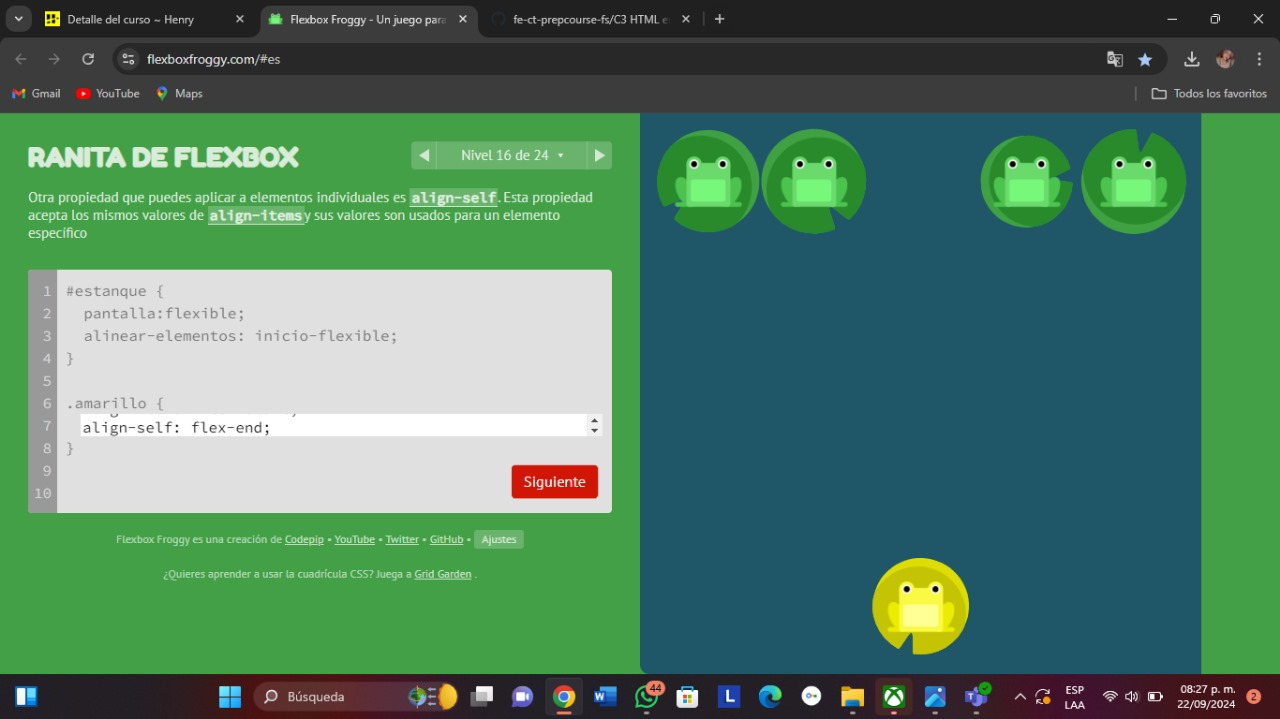 Detalle del curso ~ Henry
Flexbox Froggy - Un juego para
fe-ct-prepcourse-fs/C3 HTML e
flexboxfroggy.com/#es
Gmail
YouTube
Maps
Todos los favoritos
RANITA DE FLEXBOX
Nivel 16 de 24
Otra propiedad que puedes aplicar a elementos individuales es align-self. Esta propiedad
acepta los mismos valores de align-items y sus valores son usados para un elemento
específico
1 #estanque {
2 pantalla:flexible;
3 alinear-elementos: inicio-flexible;
4 }
5
6 .amarillo {
7 align-self: flex-end;
8 }
9
10
Siguiente
Flexbox Froggy es una creación de Codepip • YouTube • Twitter • GitHub • Ajustes
¿Quieres aprender a usar la cuadrícula CSS? Juega a Grid Garden .
Búsqueda
44
ESP
LAA
08:27 p. m.
22/09/2024
2